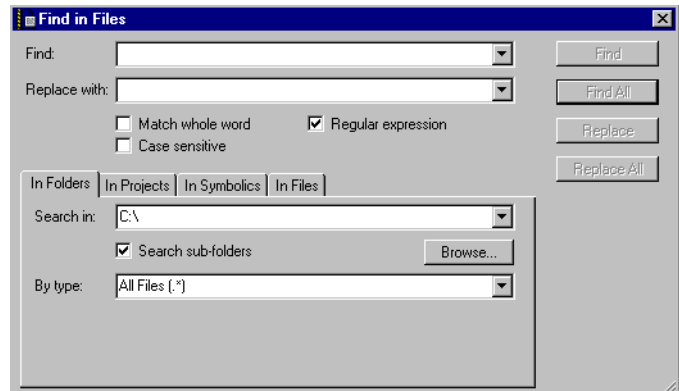 Find in Files
Find:
Find
Replace with:
Find All
Match whole word
Regular expression
Replace
Case sensitive
Replace All
In Folders
In Projects
In Symbolics
In Files
Search in:
C:\
Search sub-folders
Browse...
By type:
All Files (.*)